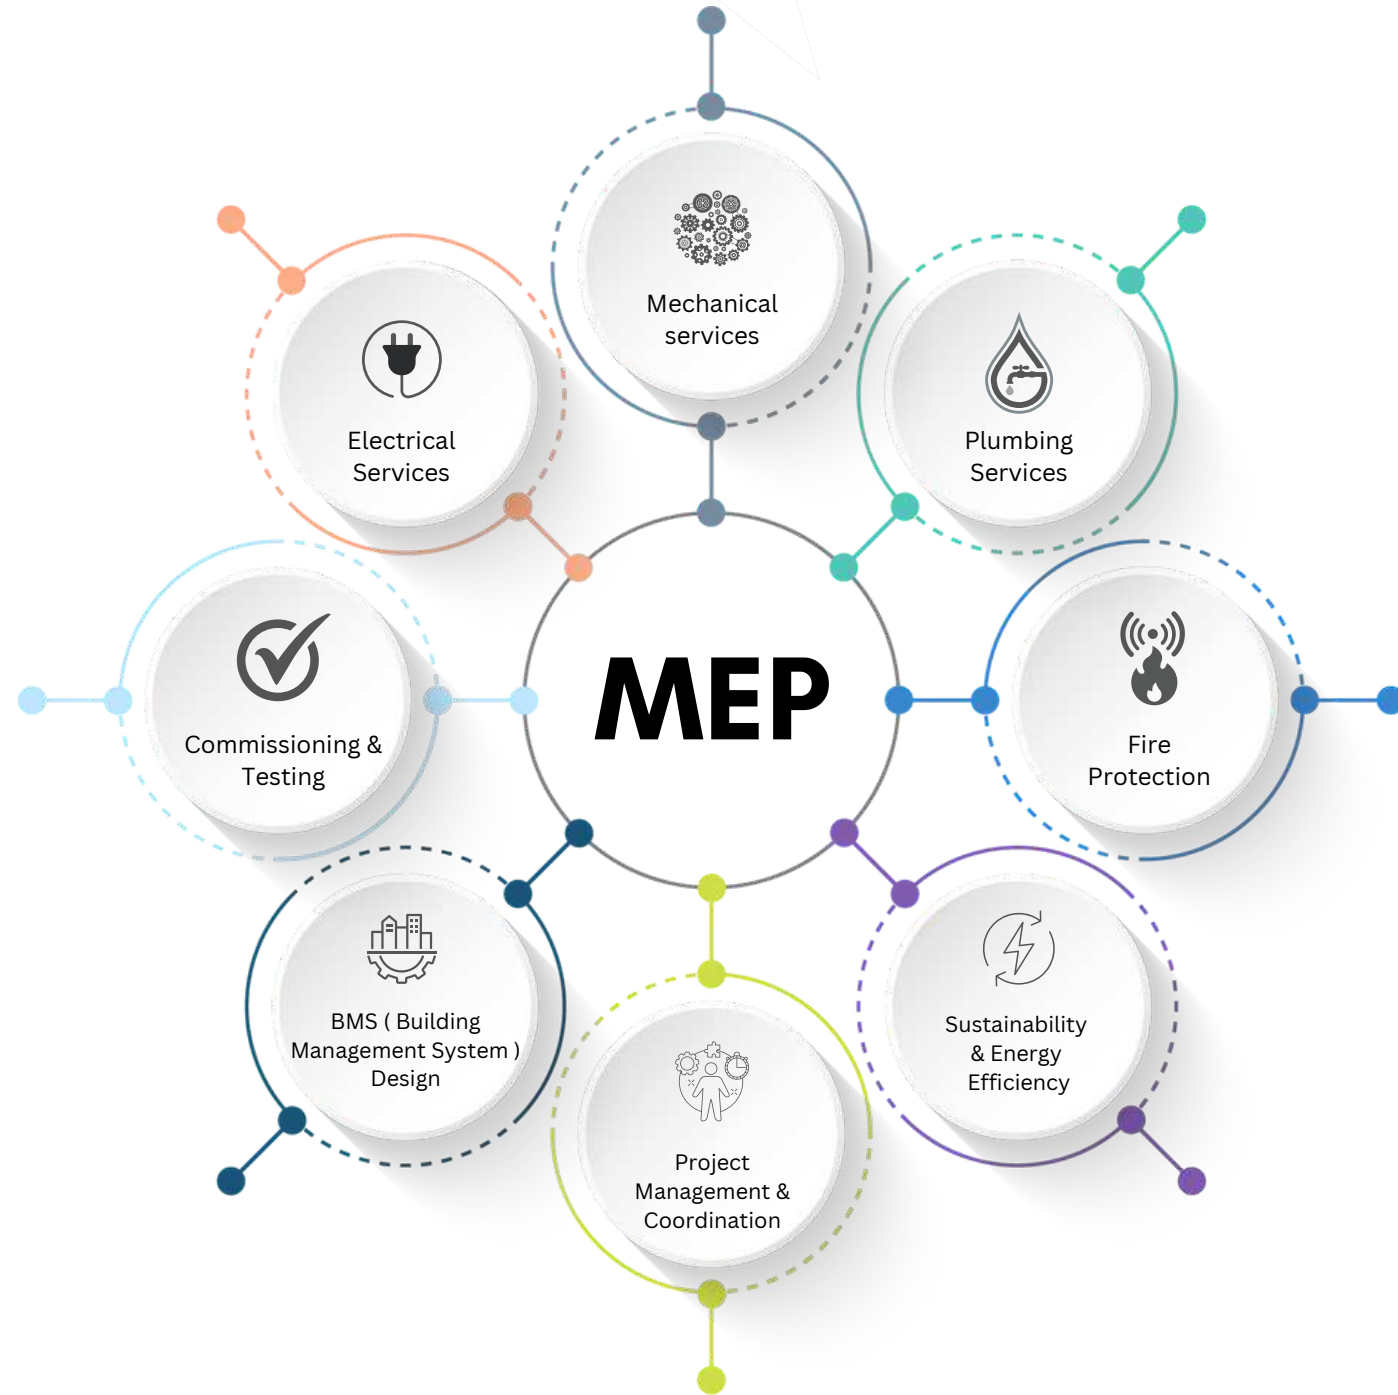 Mechanical
services
Electrical
Services
Plumbing
Services
MEP
Commissioning &
Testing
Fire
Protection
BMS ( Building
Management System )
Design
Sustainability
& Energy
Efficiency
Project
Management &
Coordination